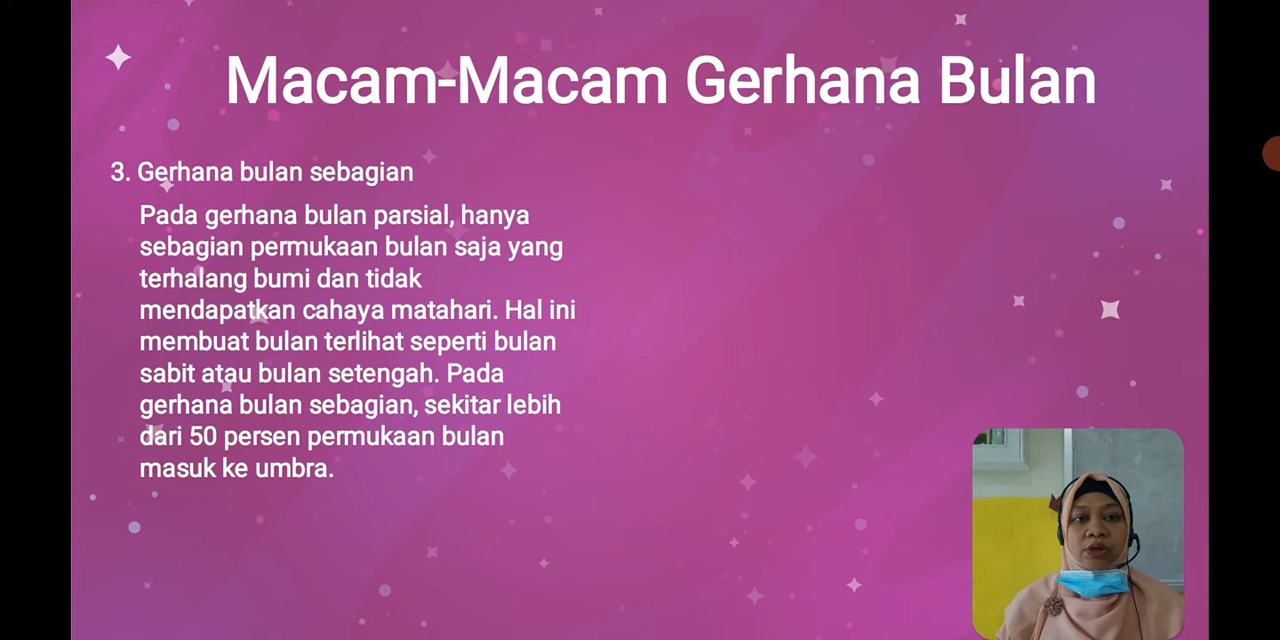 Macam-Macam Gerhana Bulan
3. Gerhana bulan sebagian
Pada gerhana bulan parsial, hanya
sebagian permukaan bulan saja yang
terhalang bumi dan tidak
mendapatkan cahaya matahari. Hal ini
membuat bulan terlihat seperti bulan
sabit atau bulan setengah. Pada
gerhana bulan sebagian, sekitar lebih
dari 50 persen permukaan bulan
masuk ke umbra.